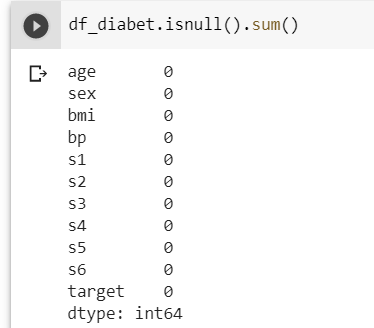 df_diabet.isnull().sum()
age 0
sex 0
bmi 0
bp 0
s1 0
s2 0
s3 0
s4 0
s5 0
s6 0
target 0
dtype: int64